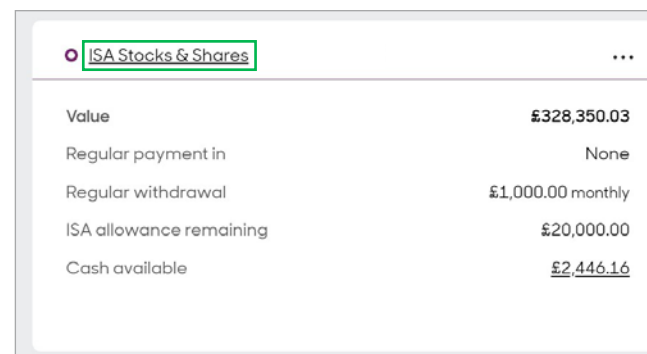 ISA Stocks & Shares ...
Value £328,350.03
Regular payment in None
Regular withdrawal £1,000.00 monthly
ISA allowance remaining £20,000.00
Cash available £2,446.16